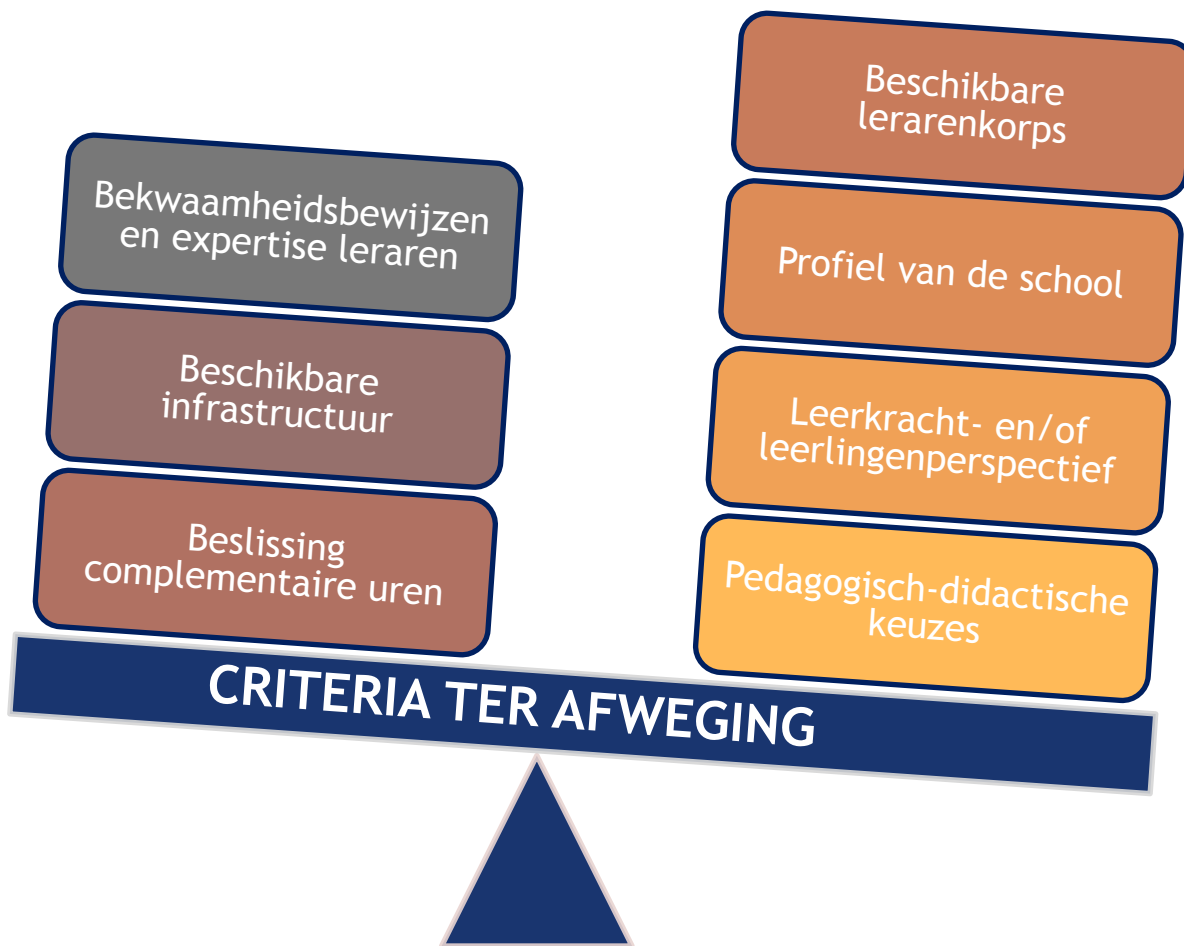 Bekwaamheidsbewijzen
en expertise leraren
Beschikbare
infrastructuur
Beslissing
complementaire uren
Beschikbare
lerarenkorps
Profiel van de school
Leerkracht- en/of
leerlingenperspectief
Pedagogisch-didactische
keuzes
CRITERIA TER AFWEGING